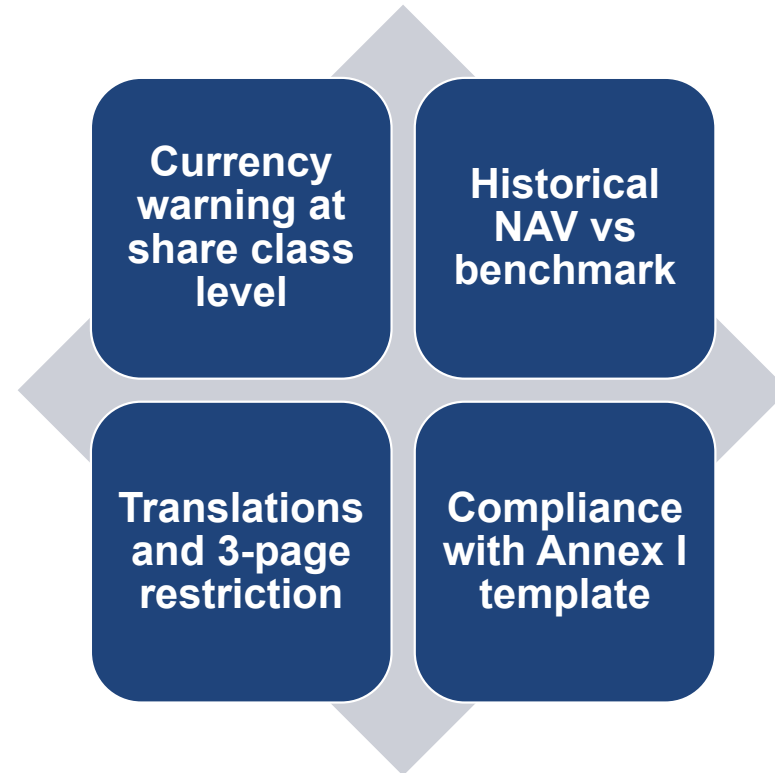 Currency
warning at
share class
level
Historical
NAV vs
benchmark
Translations
and 3-page
restriction
Compliance
with Annex I
template